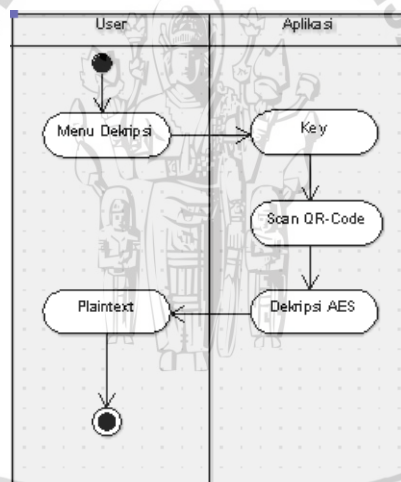 User
Aplikasi
Menu Dekripsi
Key
Scan QR-Code
Dekripsi AES
Plaintext